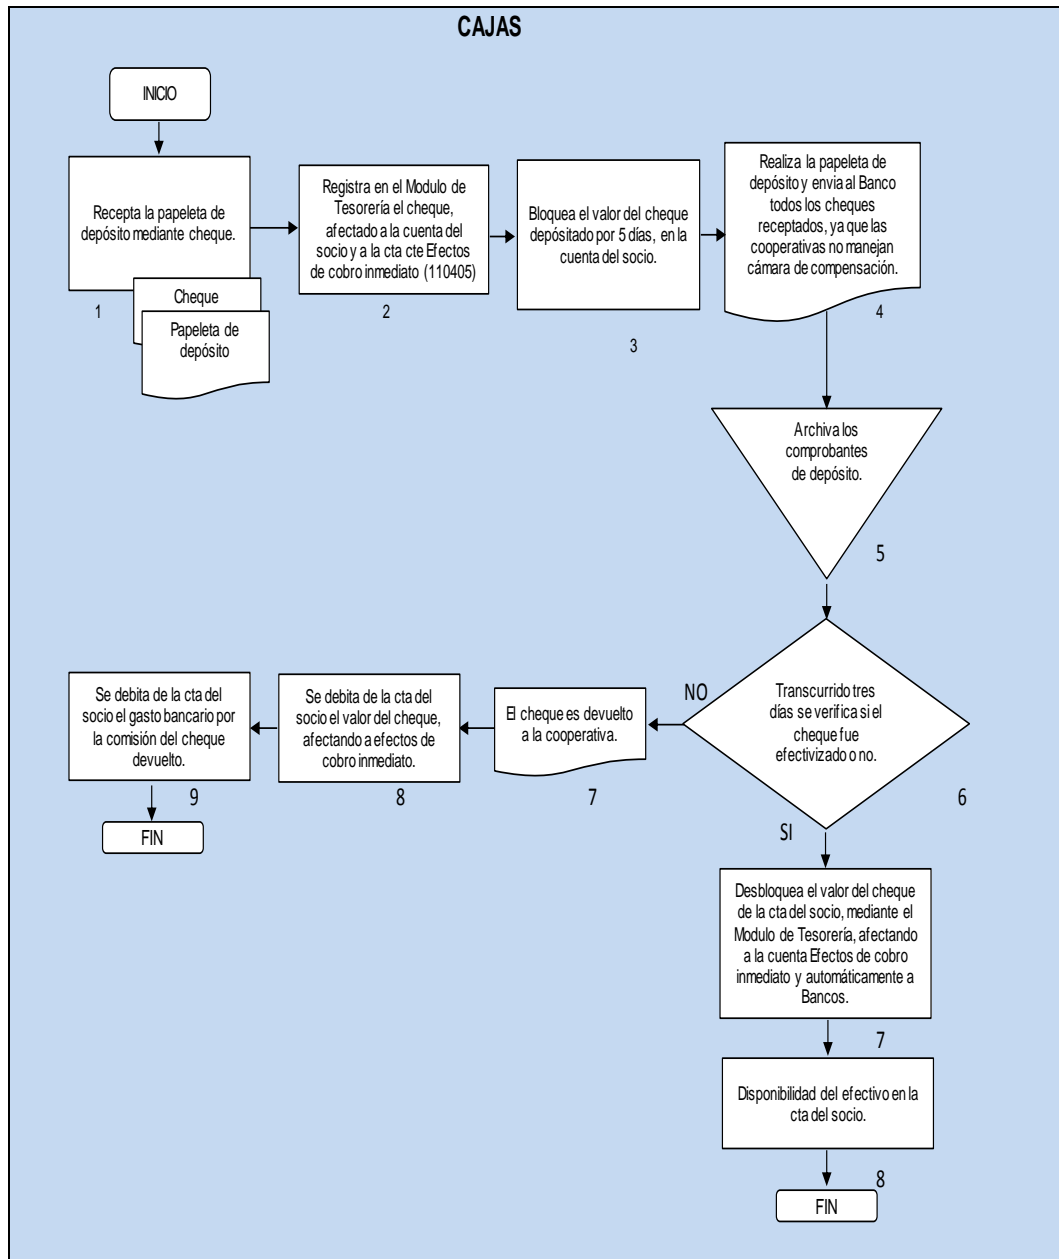 CAJAS
INICIO
Recepta la papeleta de
depósito mediante cheque.
1
Cheque
Papeleta de
depósito
Registra en el Modulo de
Tesorería el cheque,
afectado a la cuenta del
socio y a la cta cte Efectos
de cobro inmediato (110405)
2
Bloquea el valor del cheque
depósitado por 5 días, en la
cuenta del socio.
3
Realiza la papeleta de
depósito y envia al Banco
todos los cheques
receptados, ya que las
cooperativas no manejan
cámara de compensación.
4
Archiva los
comprobantes
de depósito.
5
Transcurrido tres
días se verifica si el
cheque fue
efectivizado o no.
6
NO
El cheque es devuelto
a la cooperativa.
7
Se debita de la cta del
socio el valor del cheque,
afectando a efectos de
cobro inmediato.
8
Se debita de la cta del
socio el gasto bancario por
la comisión del cheque
devuelto.
9
FIN
SI
Desbloquea el valor del cheque
de la cta del socio, mediante el
Modulo de Tesorería, afectando
a la cuenta Efectos de cobro
inmediato y automáticamente a
Bancos.
7
Disponibilidad del efectivo en la
cta del socio.
8
FIN